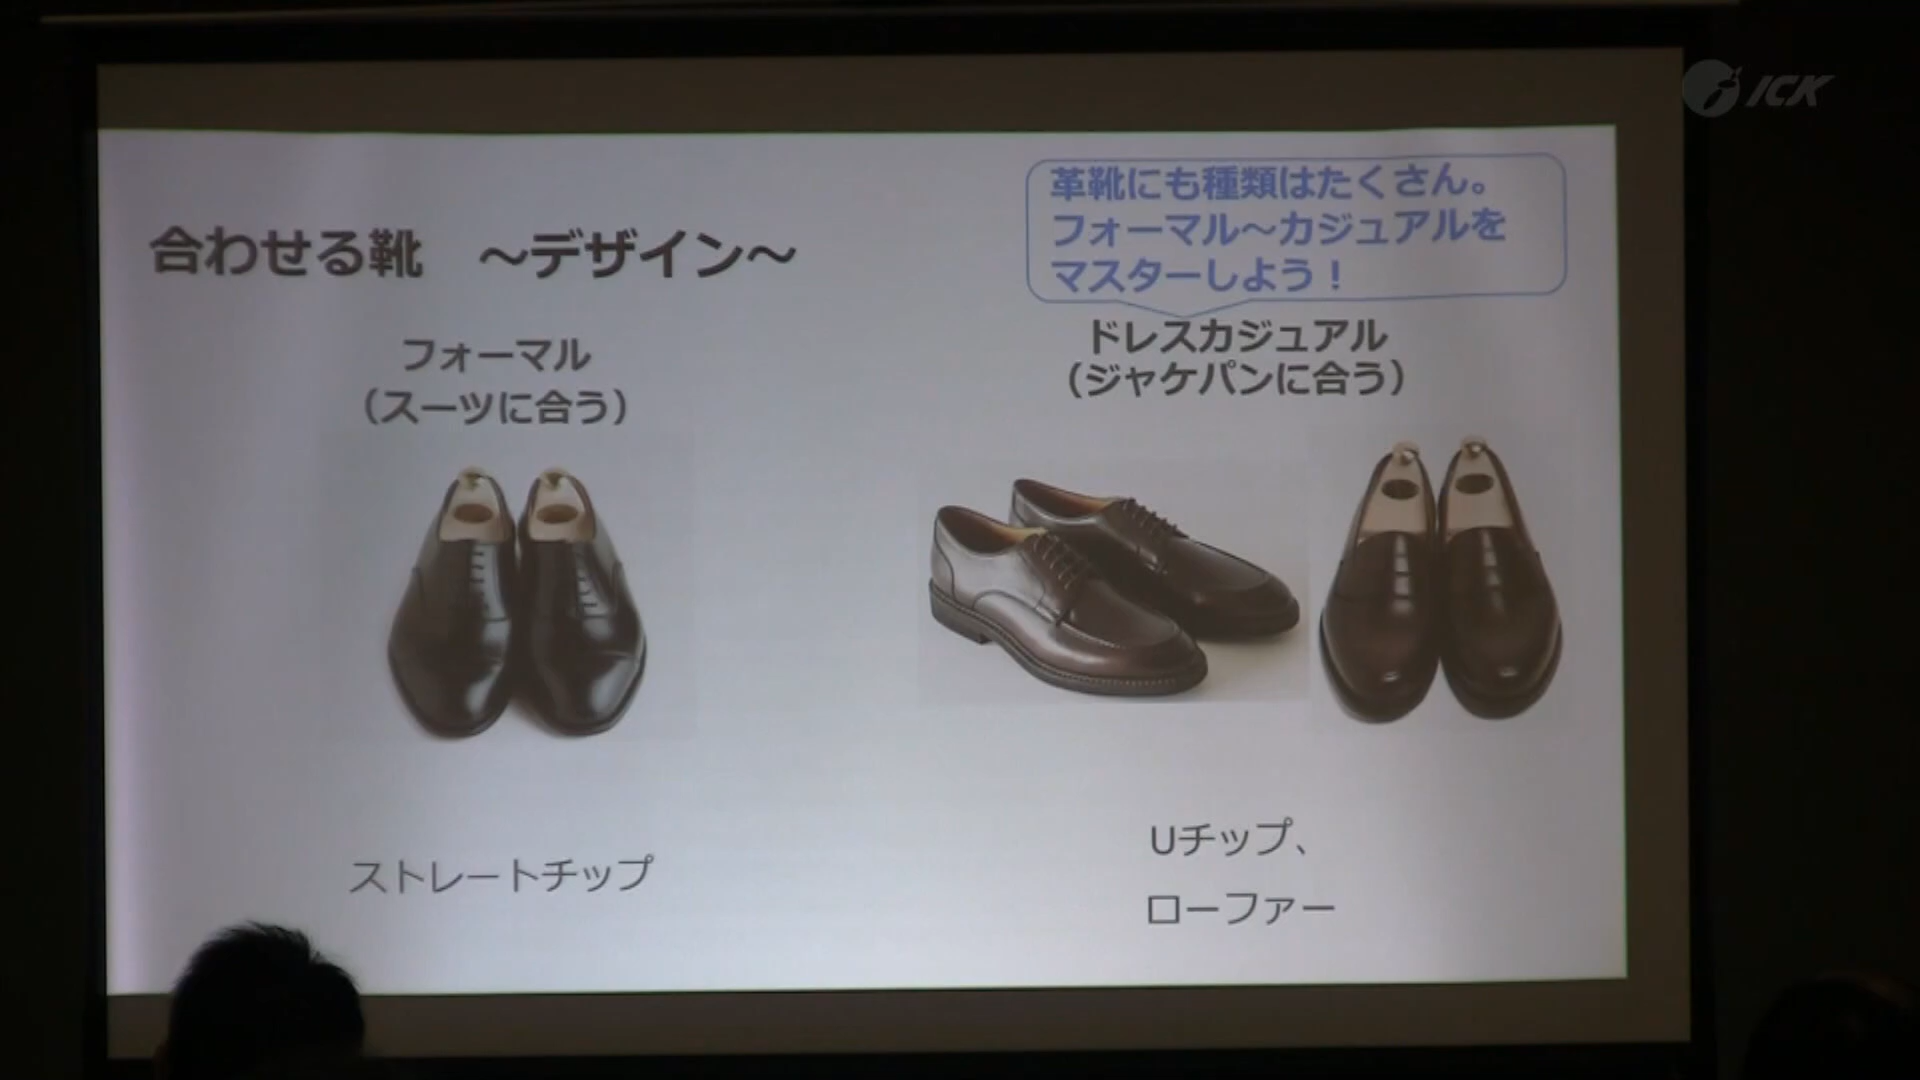 ICK
革靴にも種類はたくさん。
フォーマル～カジュアルを
マスターしよう！
合わせる靴　～デザイン～
フォーマル
（スーツに合う）
ドレスカジュアル
（ジャケパンに合う）
ストレートチップ
Uチップ、
ローファー